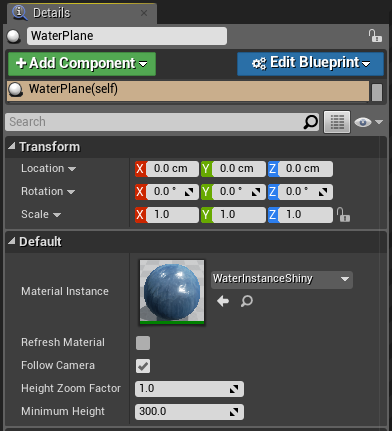 Details
WaterPlane
Add Component
Edit Blueprint
WaterPlane(self)
Search
Transform
Location X 0.0 cm Y 0.0 cm Z 0.0 cm
Rotation X 0.0 ° Y 0.0 ° Z 0.0 °
Scale X 1.0 Y 1.0 Z 1.0
Default
Material Instance WaterInstanceShiny
Refresh Material
Follow Camera
Height Zoom Factor 1.0
Minimum Height 300.0